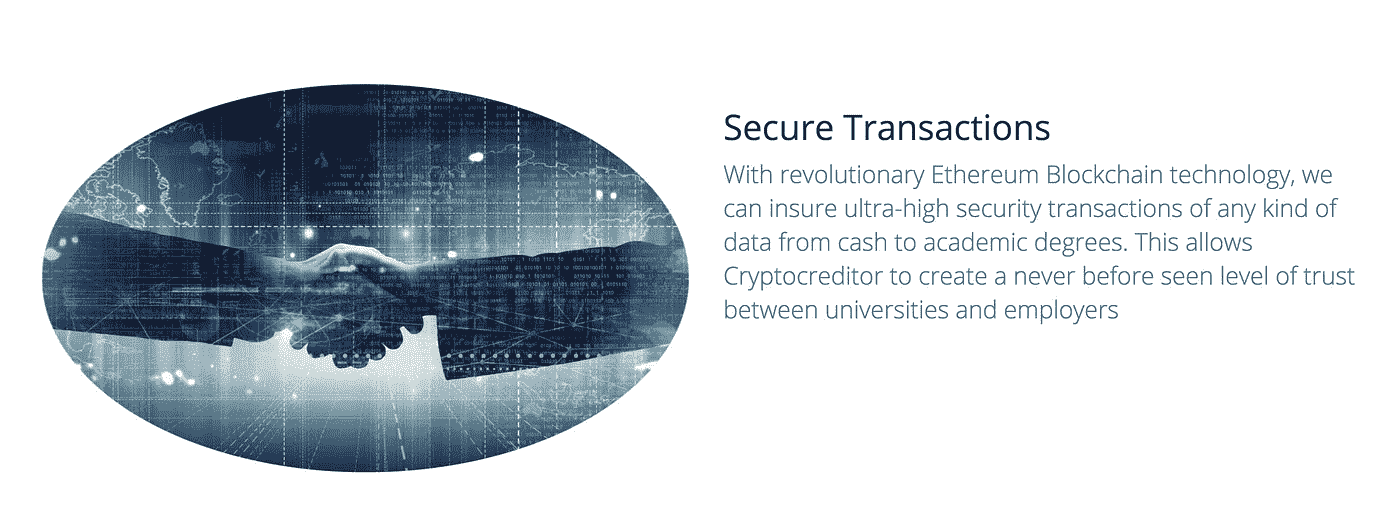 Secure Transactions
With revolutionary Ethereum Blockchain technology, we
can insure ultra-high security transactions of any kind of
data from cash to academic degrees. This allows
Cryptocreditor to create a never before seen level of trust
between universities and employers